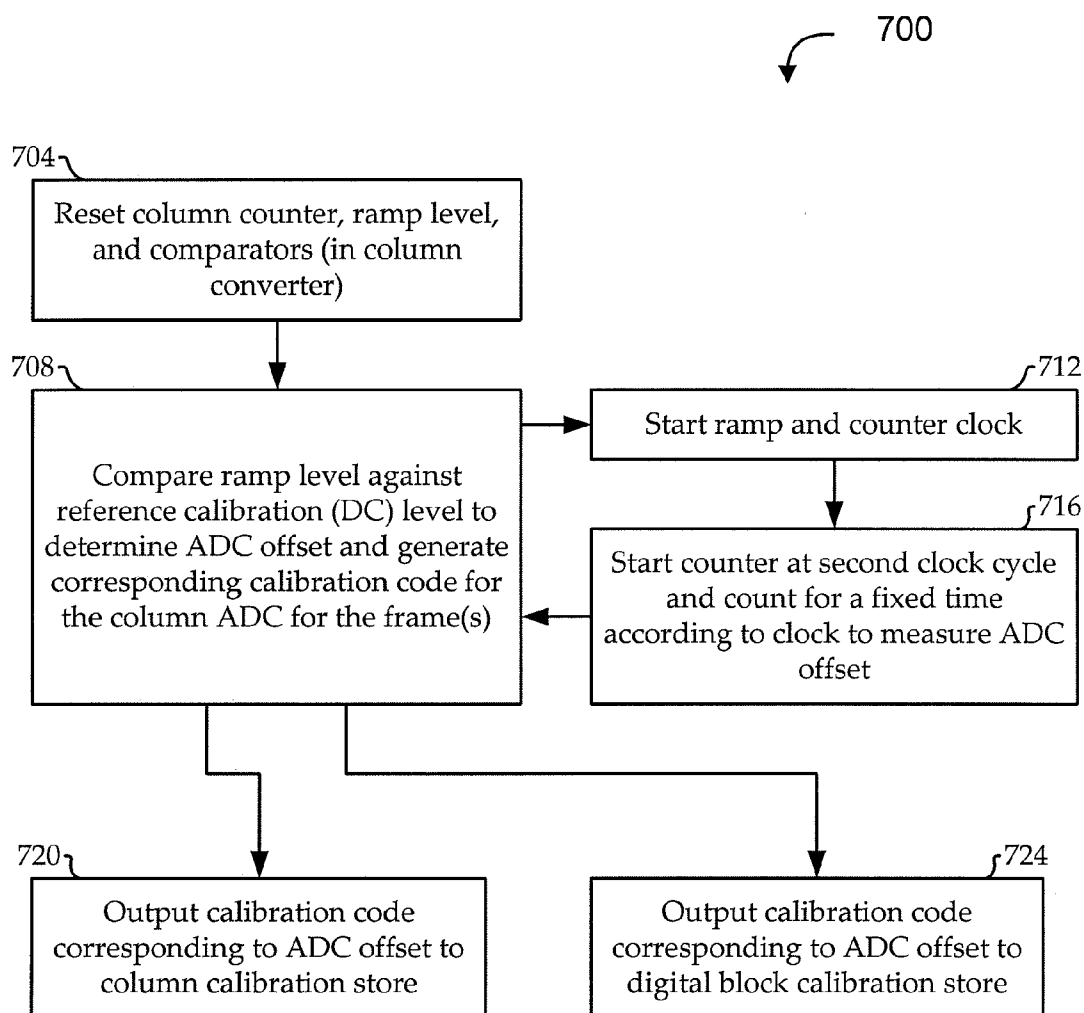 700
704
Reset column counter, ramp level,
and comparators (in column
converter)
708
Compare ramp level against
reference calibration (DC) level to
determine ADC offset and generate
corresponding calibration code for
the column ADC for the frame(s)
712
Start ramp and counter clock
716
Start counter at second clock cycle
and count for a fixed time
according to clock to measure ADC
offset
720
Output calibration code
corresponding to ADC offset to
column calibration store
724
Output calibration code
corresponding to ADC offset to
digital block calibration store